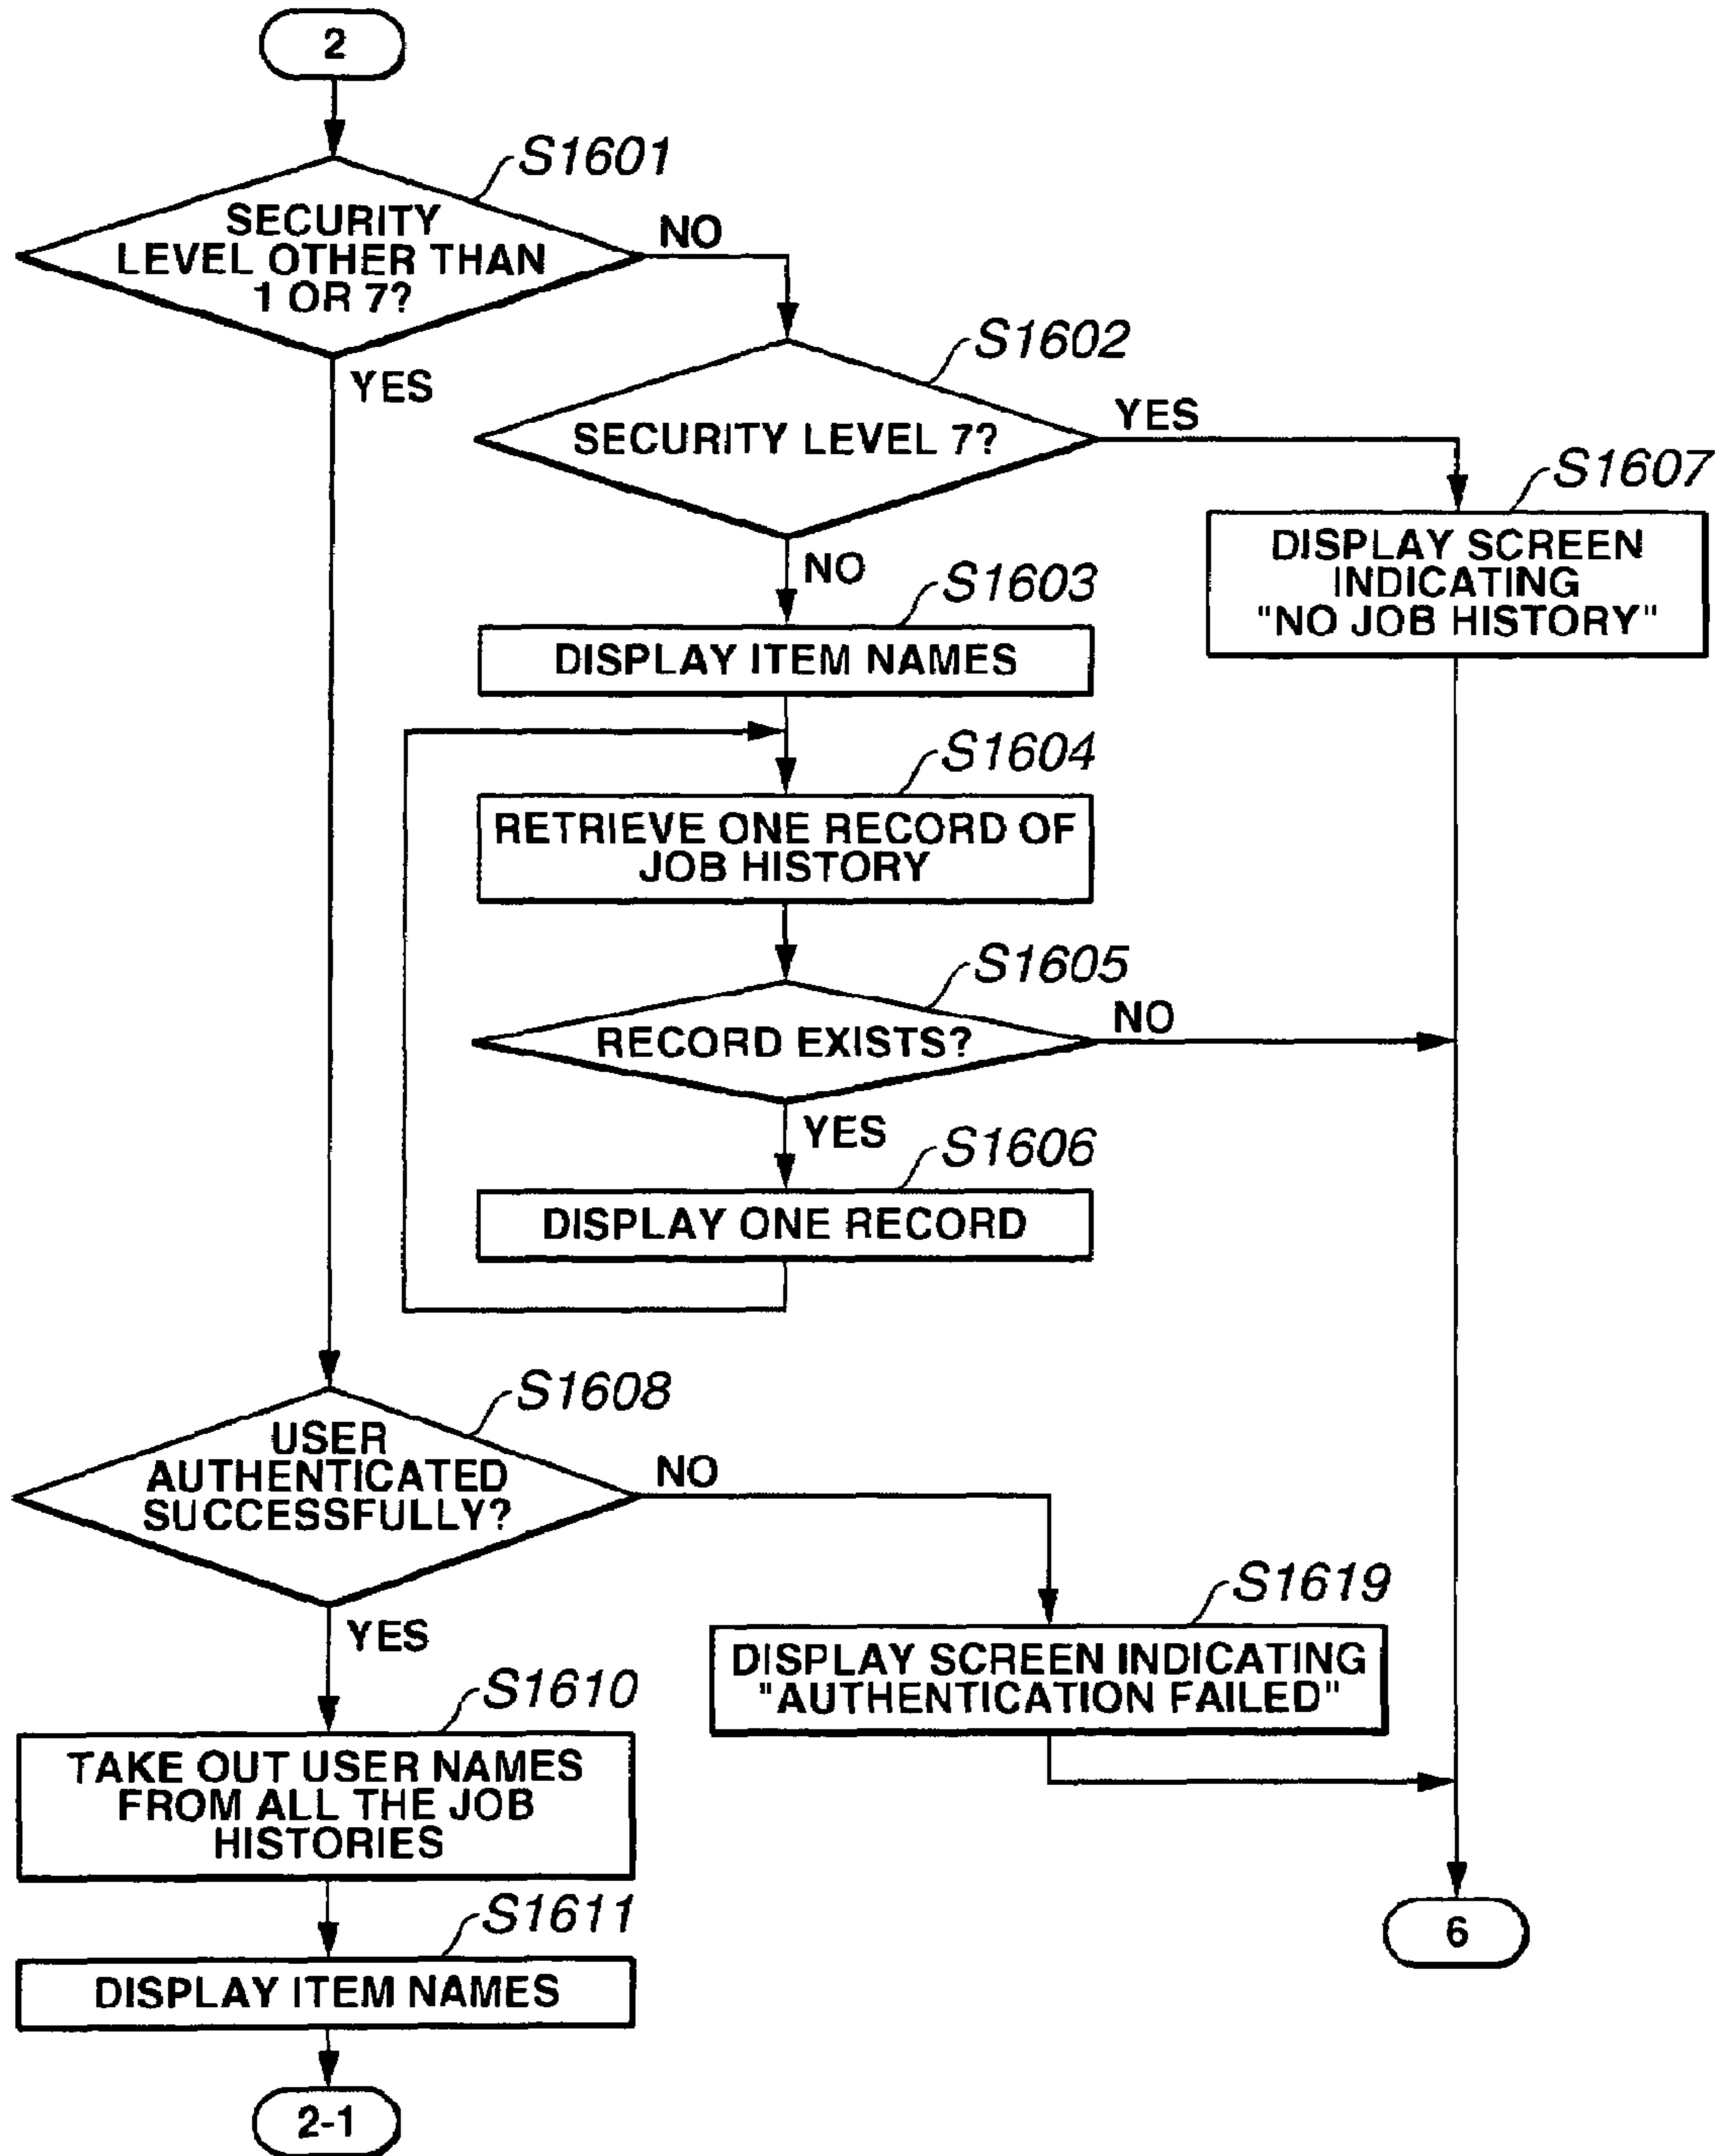 2
S1601
SECURITY
LEVEL OTHER THAN
1 OR 7?
NO
YES
S1602
SECURITY LEVEL 7?
YES
NO
S1607
DISPLAY SCREEN
INDICATING
"NO JOB HISTORY"
S1603
DISPLAY ITEM NAMES
S1604
RETRIEVE ONE RECORD OF
JOB HISTORY
S1605
RECORD EXISTS?
NO
YES
S1606
DISPLAY ONE RECORD
S1608
USER
AUTHENTICATED
SUCCESSFULLY?
NO
YES
S1619
DISPLAY SCREEN INDICATING
"AUTHENTICATION FAILED"
S1610
TAKE OUT USER NAMES
FROM ALL THE JOB
HISTORIES
S1611
DISPLAY ITEM NAMES
6
2-1